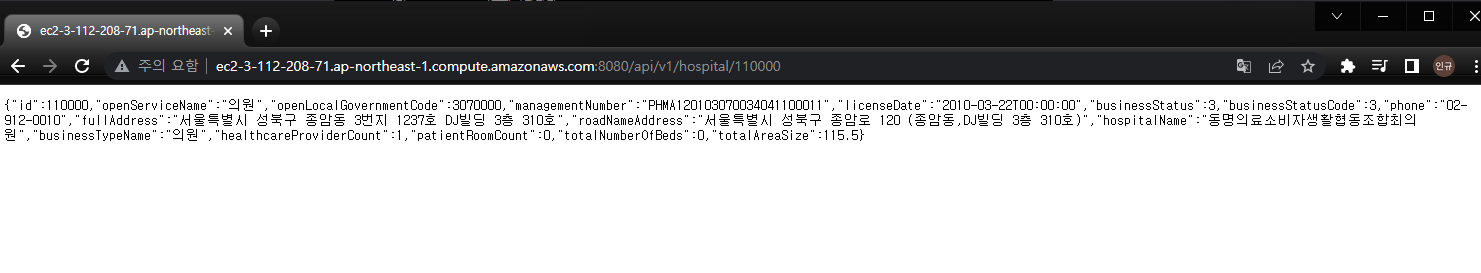 ec2-3-112-208-71.ap-northeast-
주의 요함
ec2-3-112-208-71.ap-northeast-1.compute.amazonaws.com:8080/api/v1/hospital/110000
인규
{"id":110000,"openServiceName":"의원","openLocalGovernmentCode":3070000,"managementNumber":"PHMA120103070034041100011","licenseDate":"2010-03-22T00:00:00","businessStatus":3,"businessStatusCode":3,"phone":"02-
912-0010","fullAddress":"서울특별시 성북구 종암동 3번지 1237호 DJ빌딩 3층 310호","roadNameAddress":"서울특별시 성북구 종암로 120 (종암동,DJ빌딩 3층 310호)","hospitalName":"동명의료소비자생활협동조합최의
원","businessTypeName":"의원","healthcareProviderCount":1,"patientRoomCount":0,"totalNumberOfBeds":0,"totalAreaSize":115.5}